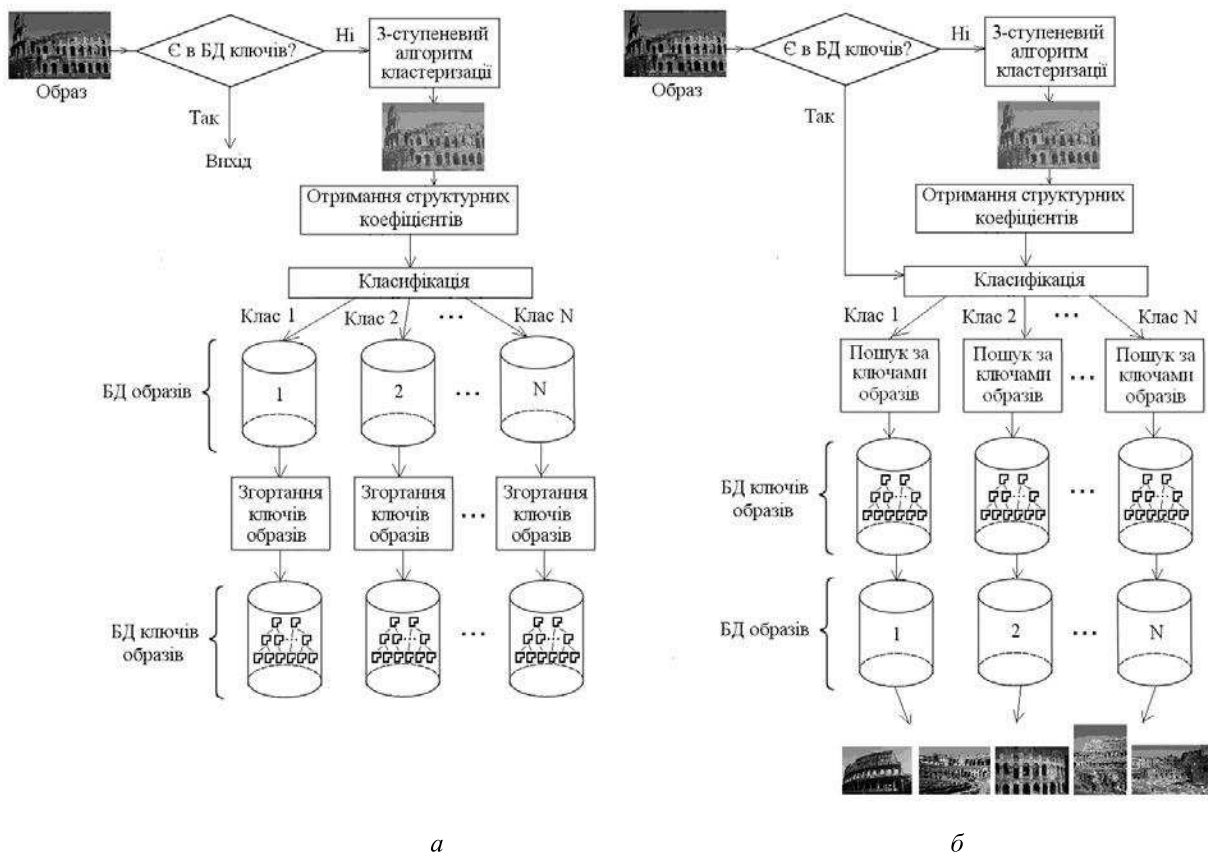 Образ
Є в БД ключів?
Ні
3-ступеневий
алгоритм
кластеризації
Так
Вихід
Отримання структурних
коефіцієнтів
Класифікація
Клас 1
Клас 2
...
Клас N
БД образів
1
2
...
N
Згортання
ключів
образів
Згортання
ключів
образів
...
Згортання
ключів
образів
БД ключів
образів
...
а
Образ
Є в БД ключів?
Ні
3-ступеневий
алгоритм
кластеризації
Так
Отримання структурних
коефіцієнтів
Класифікація
Клас 1
Клас 2
...
Клас N
Пошук за
ключами
образів
Пошук за
ключами
образів
...
Пошук за
ключами
образів
БД ключів
образів
...
БД образів
1
2
...
N
б